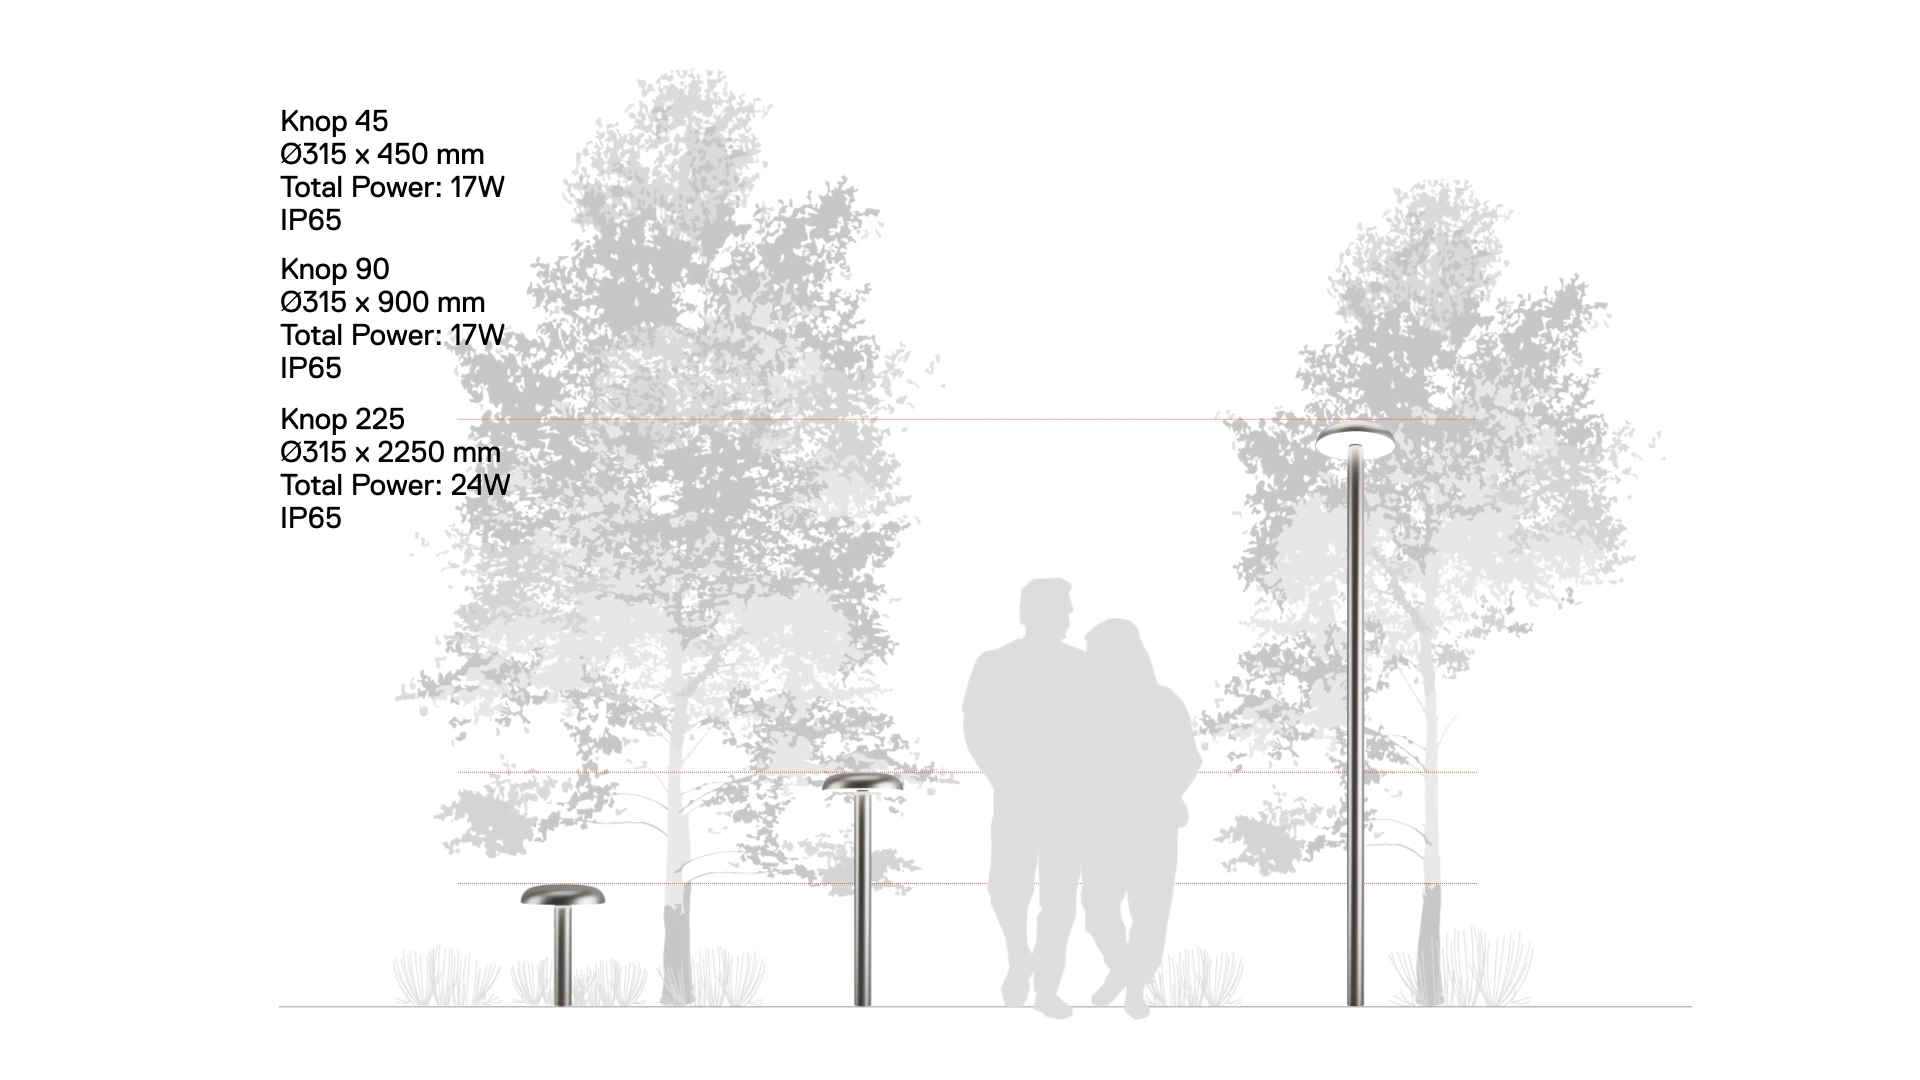 Knop 45
Ø315 x 450 mm
Total Power: 17W
IP65
Knop 90
Ø315 x 900 mm
Total Power: 17W
IP65
Knop 225
Ø315 x 2250 mm
Total Power: 24W
IP65